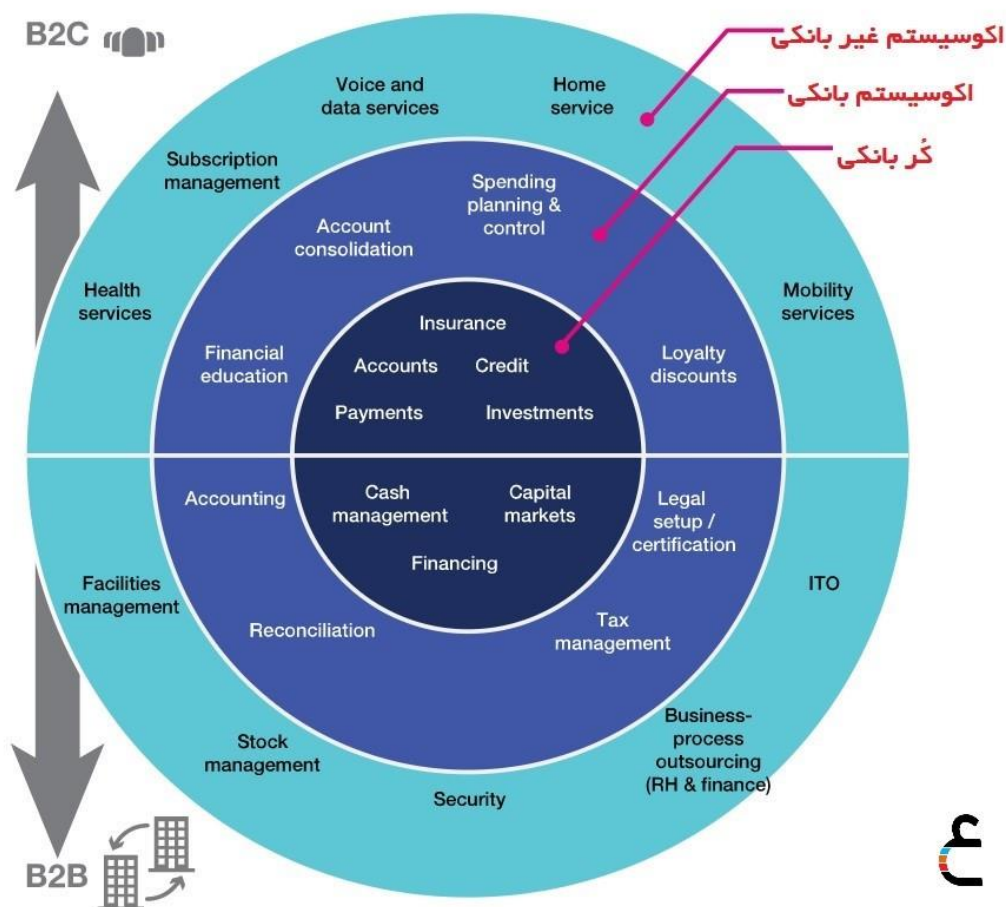 B2C
اکوسیستم غیر بانکی
اکوسیستم بانکی
کُر بانکی
Voice and
data services
Home
service
Subscription
management
Spending
planning &
control
Account
consolidation
Health
services
Mobility
services
Insurance
Financial
education
Accounts
Credit
Loyalty
discounts
Payments
Investments
Accounting
Cash
management
Capital
markets
Legal
setup /
certification
Financing
Facilities
management
ITO
Reconciliation
Tax
management
Business-
process
outsourcing
(RH & finance)
Stock
management
Security
B2B
ع